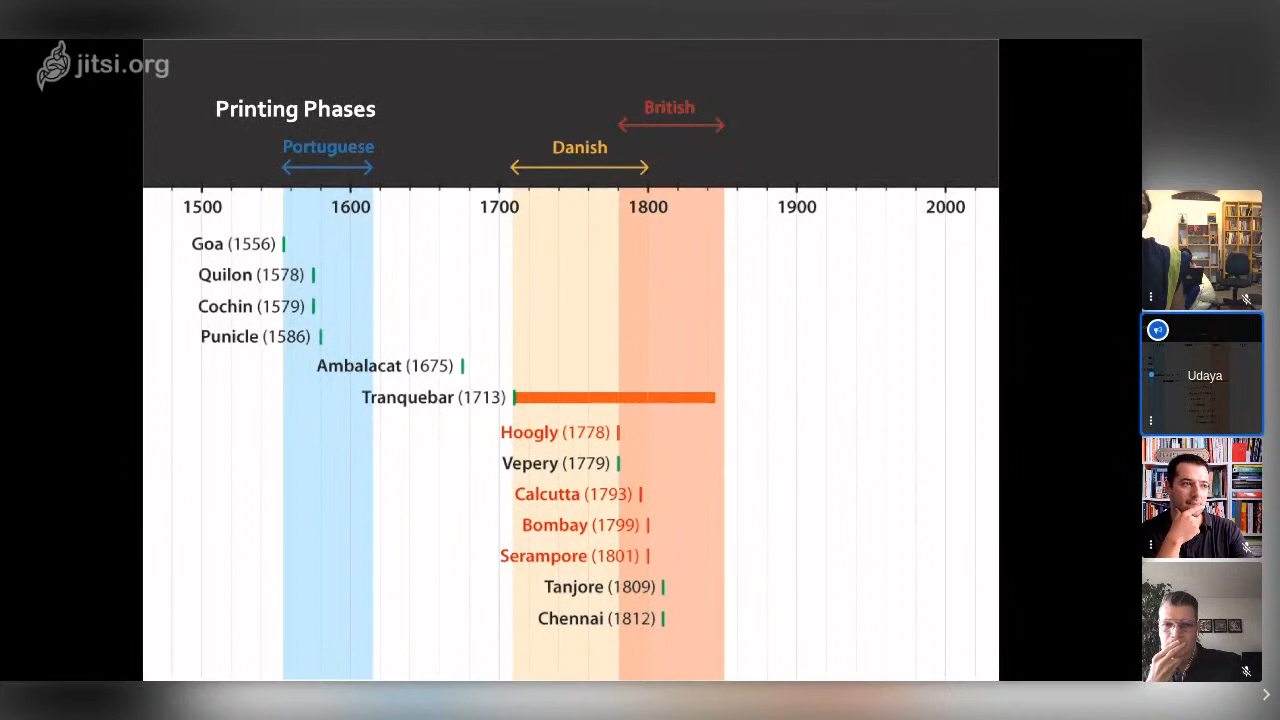 jitsi.org
Printing Phases
British
Portuguese
Danish
1500 1600 1700 1800 1900 2000
Goa (1556)
Quilon (1578)
Cochin (1579)
Punicle (1586)
Ambalacat (1675)
Tranquebar (1713)
Hoogly (1778)
Vepery (1779)
Calcutta (1793)
Bombay (1799)
Serampore (1801)
Tanjore (1809)
Chennai (1812)
Udaya